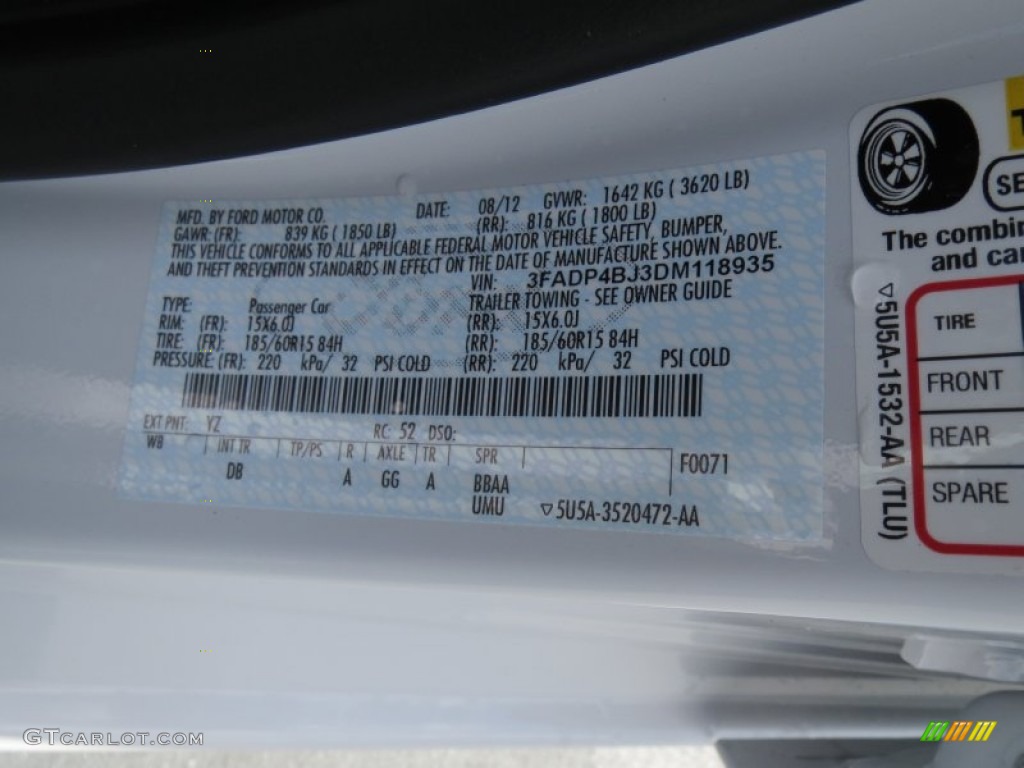 MFD. BY FORD MOTOR CO. DATE: 08/12 GVWR: 1642 KG ( 3620 LB)
GAWR: (FR): 839 KG ( 1850 LB) (RR): 816 KG ( 1800 LB)
THIS VEHICLE CONFORMS TO ALL APPLICABLE FEDERAL MOTOR VEHICLE SAFETY, BUMPER,
AND THEFT PREVENTION STANDARDS IN EFFECT ON THE DATE OF MANUFACTURE SHOWN ABOVE.
VIN: 3FADP4BJ3DM118935
TYPE: Passenger Car TRAILER TOWING - SEE OWNER GUIDE
RIM: (FR): 15X6.0J (RR): 15X6.0J
TIRE: (FR): 185/60R15 84H (RR): 185/60R15 84H
PRESSURE: (FR): 220 kPa/ 32 PSI COLD (RR): 220 kPa/ 32 PSI COLD
EXT PNT: YZ RC: 52 DSO:
WB INT TR TP/PS R AXLE TR SPR F0071
DB A GG A BBAA
UMU ▽5U5A-3520472-AA
T
SE
The combin
and ca
▽5U5A-1532-AA (TLU)
TIRE
FRONT
REAR
SPARE
GTCARLOT.COM